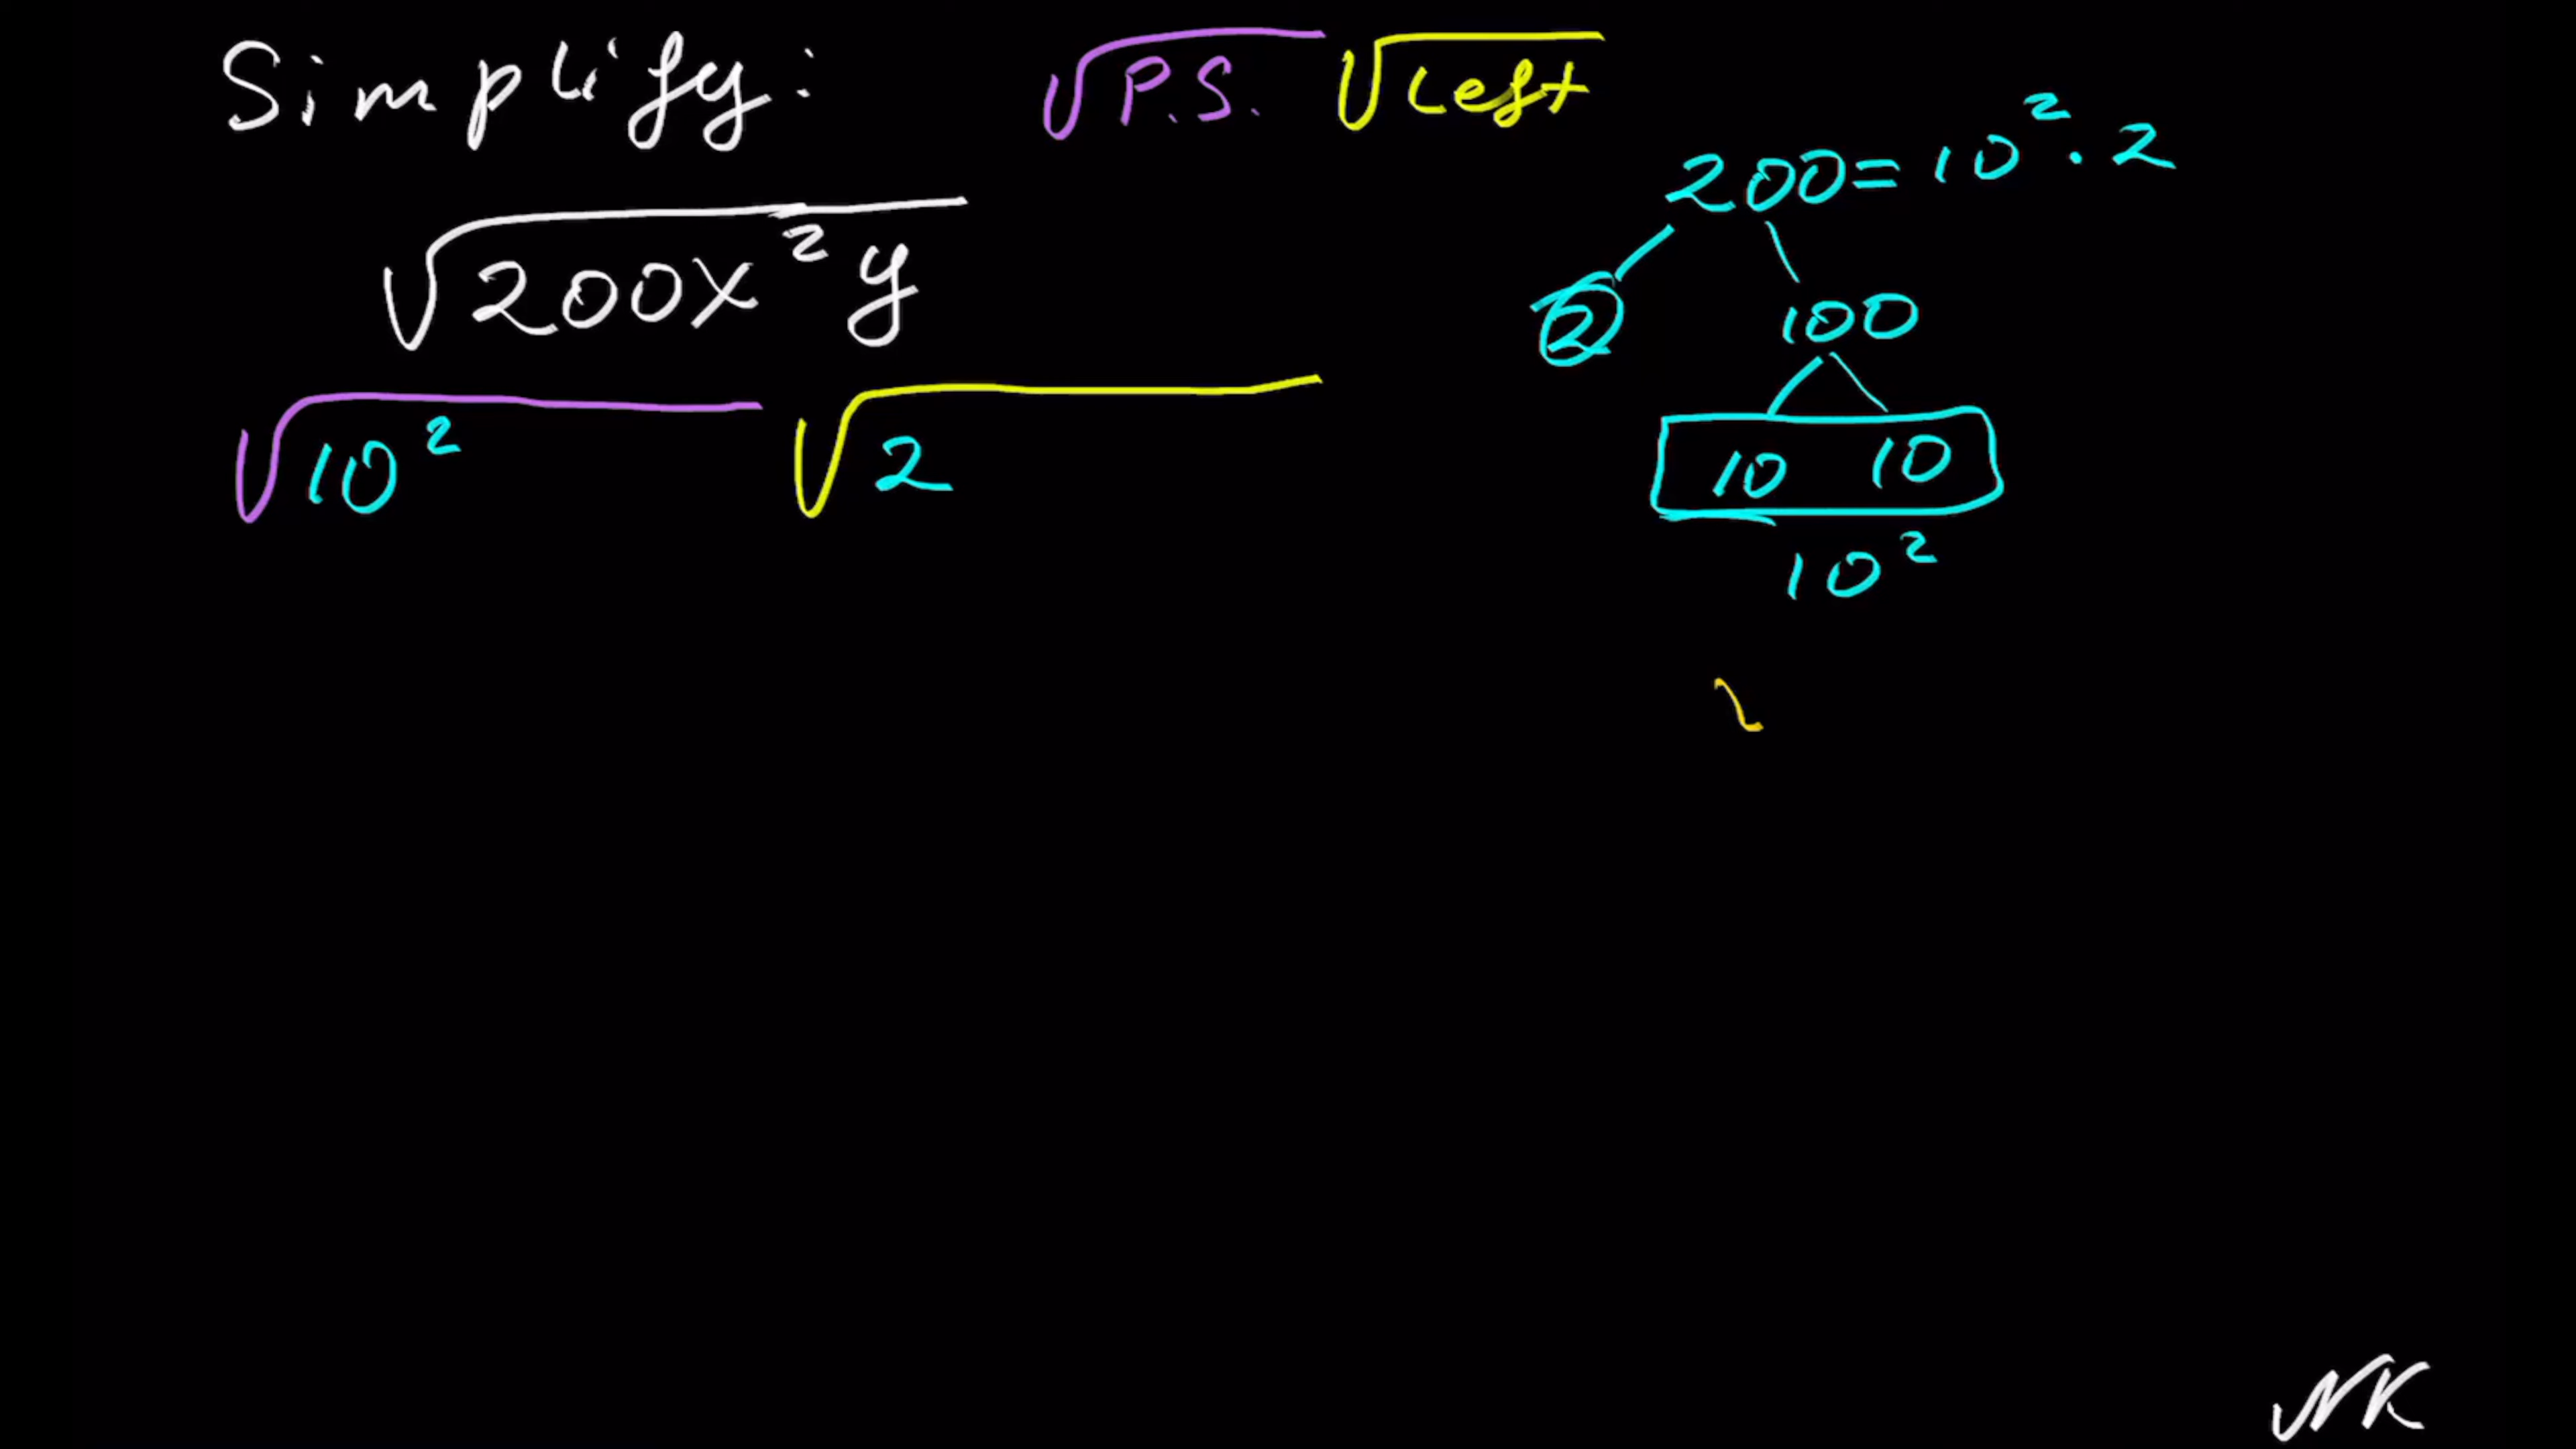 Simplify: √P.S. √Left
200 = 10² · 2
√200x²y
2 100
√10² √2
10 10
10²
NK